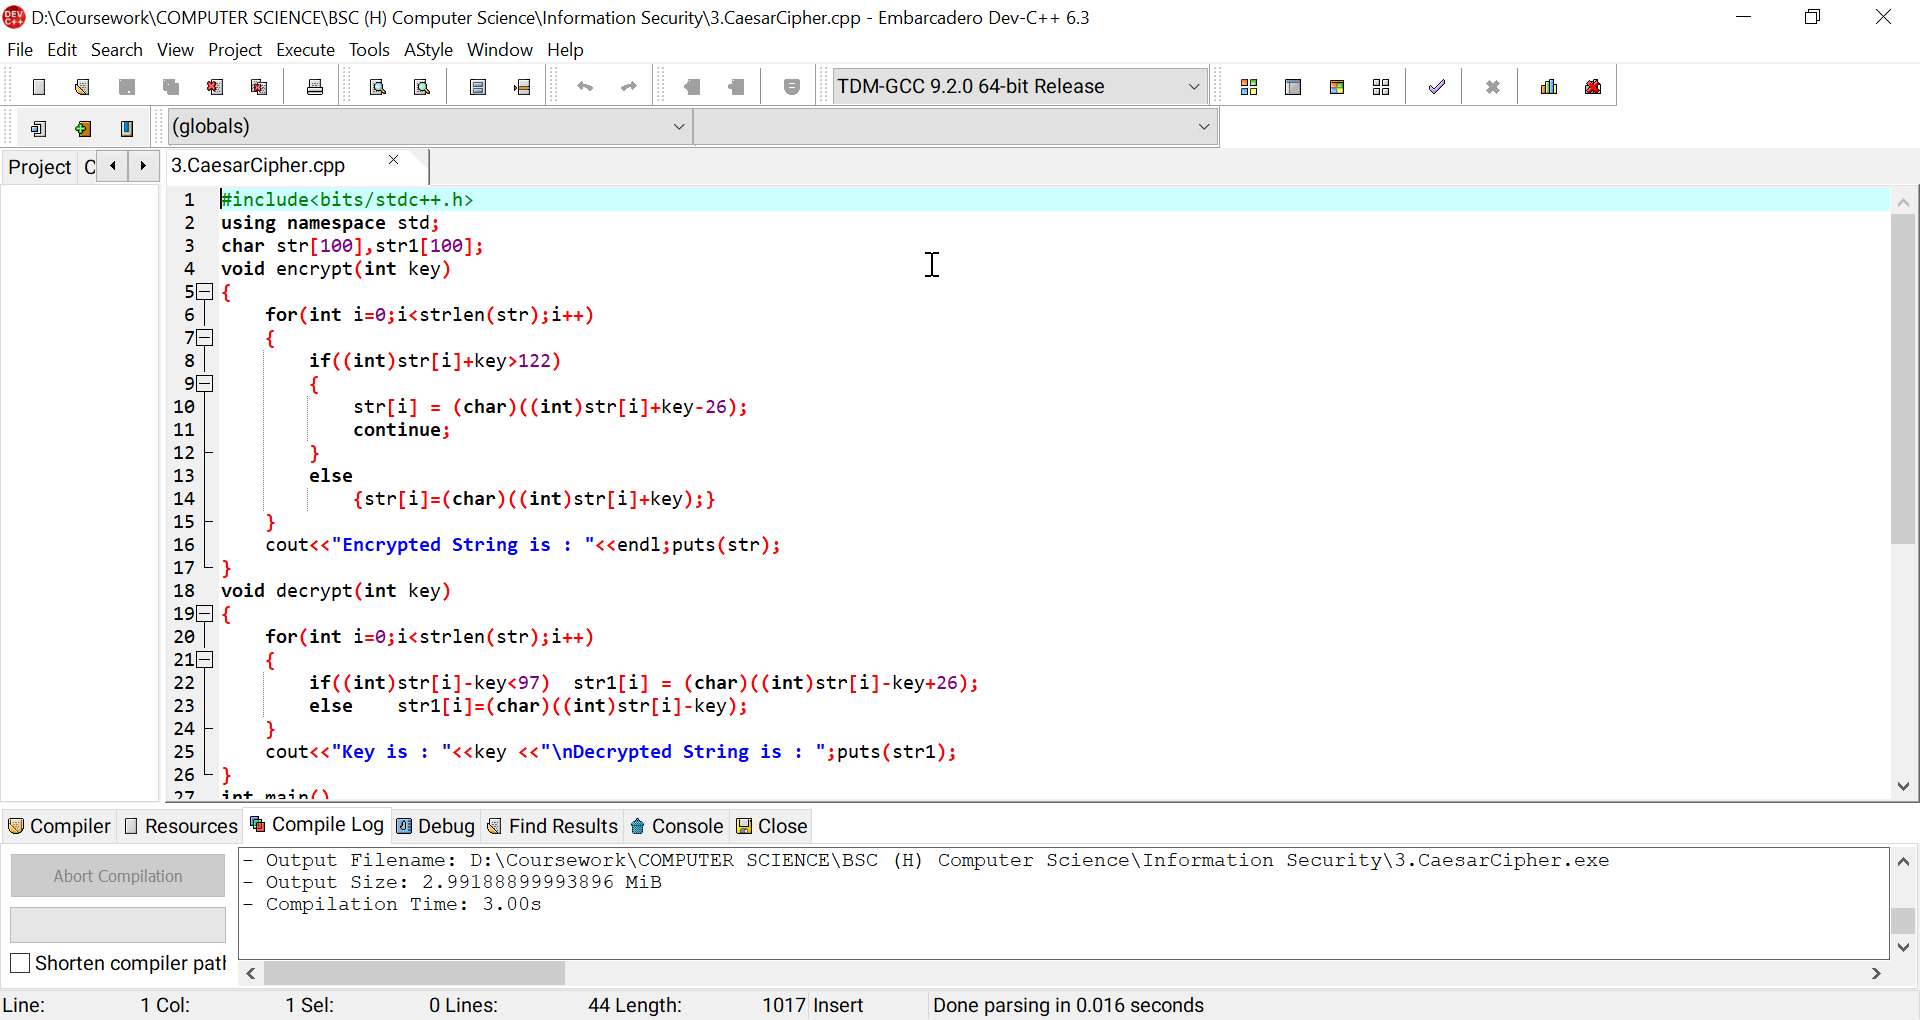 D:\Coursework\COMPUTER SCIENCE\BSC (H) Computer Science\Information Security\3.CaesarCipher.cpp - Embarcadero Dev-C++ 6.3
File Edit Search View Project Execute Tools AStyle Window Help
TDM-GCC 9.2.0 64-bit Release
(globals)
Project C 3.CaesarCipher.cpp
1 #include<bits/stdc++.h>
2 using namespace std;
3 char str[100],str1[100];
4 void encrypt(int key)
5 {
6 for(int i=0;i<strlen(str);i++)
7 {
8 if((int)str[i]+key>122)
9 {
10 str[i] = (char)((int)str[i]+key-26);
11 continue;
12 }
13 else
14 {str[i]=(char)((int)str[i]+key);}
15 }
16 cout<<"Encrypted String is : "<<endl;puts(str);
17 }
18 void decrypt(int key)
19 {
20 for(int i=0;i<strlen(str);i++)
21 {
22 if((int)str[i]-key<97) str1[i] = (char)((int)str[i]-key+26);
23 else str1[i]=(char)((int)str[i]-key);
24 }
25 cout<<"Key is : "<<key <<"\nDecrypted String is : ";puts(str1);
26 }
27 int main()
Compiler Resources Compile Log Debug Find Results Console Close
Abort Compilation
Shorten compiler path
- Output Filename: D:\Coursework\COMPUTER SCIENCE\BSC (H) Computer Science\Information Security\3.CaesarCipher.exe
- Output Size: 2.99188899993896 MiB
- Compilation Time: 3.00s
Line: 1 Col: 1 Sel: 0 Lines: 44 Length: 1017 Insert Done parsing in 0.016 seconds